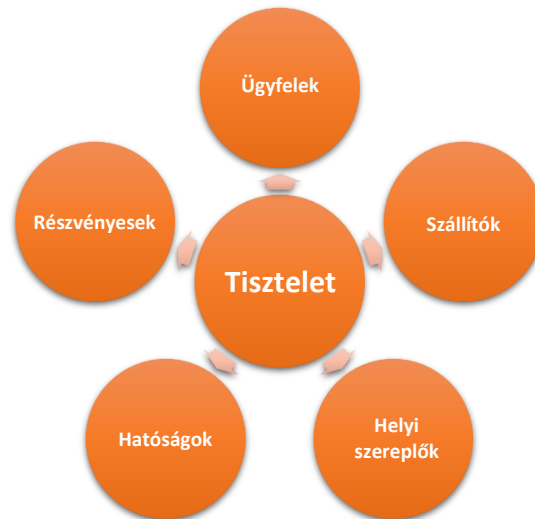 Ügyfelek
Részvényesek
Szállítók
Tisztelet
Hatóságok
Helyi
szereplők